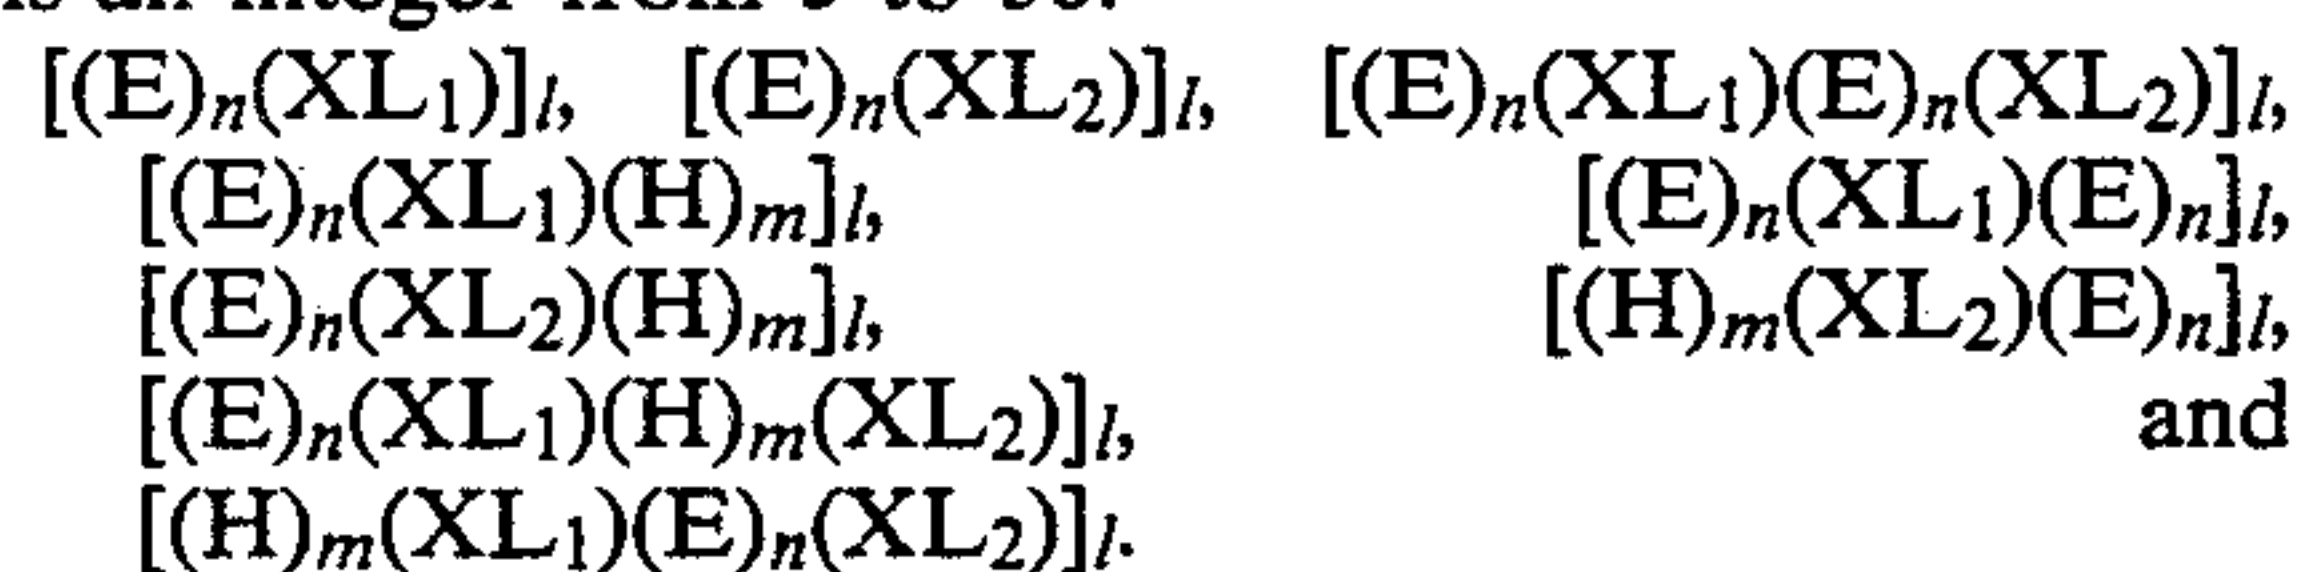 [(E)ₙ(XL₁)]ₗ, [(E)ₙ(XL₂)]ₗ, [(E)ₙ(XL₁)(E)ₙ(XL₂)]ₗ,
[(E)ₙ(XL₁)(H)ₘ]ₗ, [(E)ₙ(XL₁)(E)ₙ]ₗ,
[(E)ₙ(XL₂)(H)ₘ]ₗ, [(H)ₘ(XL₂)(E)ₙ]ₗ,
[(E)ₙ(XL₁)(H)ₘ(XL₂)]ₗ, and
[(H)ₘ(XL₁)(E)ₙ(XL₂)]ₗ.